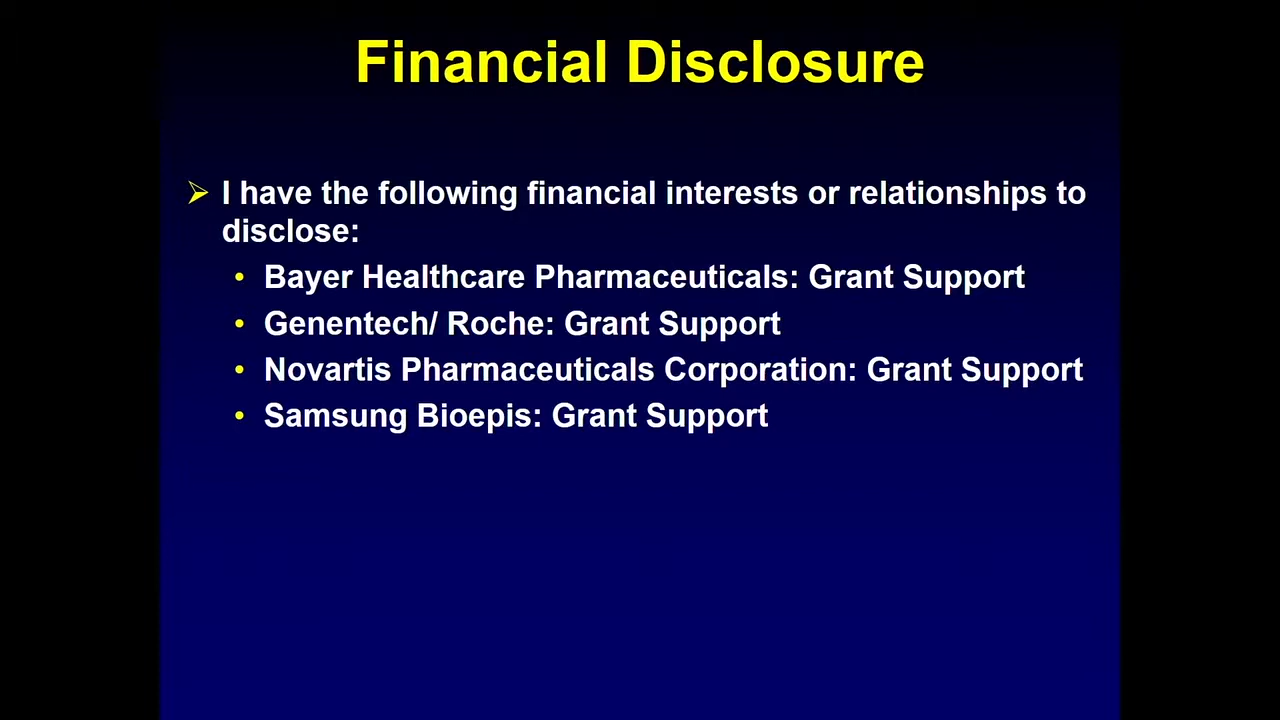 Financial Disclosure
➢ I have the following financial interests or relationships to
disclose:
• Bayer Healthcare Pharmaceuticals: Grant Support
• Genentech/ Roche: Grant Support
• Novartis Pharmaceuticals Corporation: Grant Support
• Samsung Bioepis: Grant Support